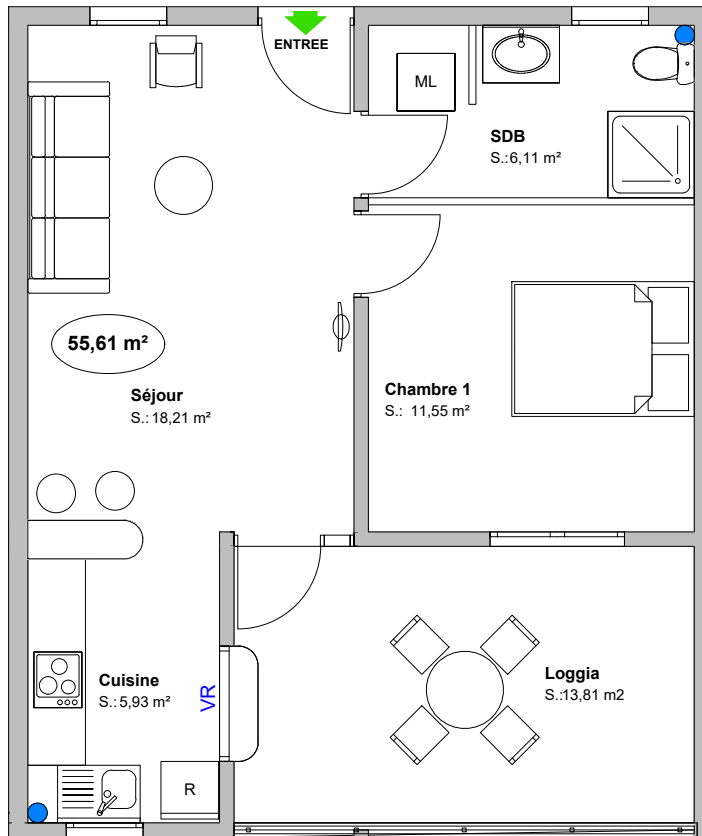 ENTREE
ML
SDB
S.:6,11 m²
55,61 m²
Séjour
S.: 18,21 m²
Chambre 1
S.: 11,55 m²
Cuisine
S.: 5,93 m²
VR
Loggia
S.:13,81 m2
R